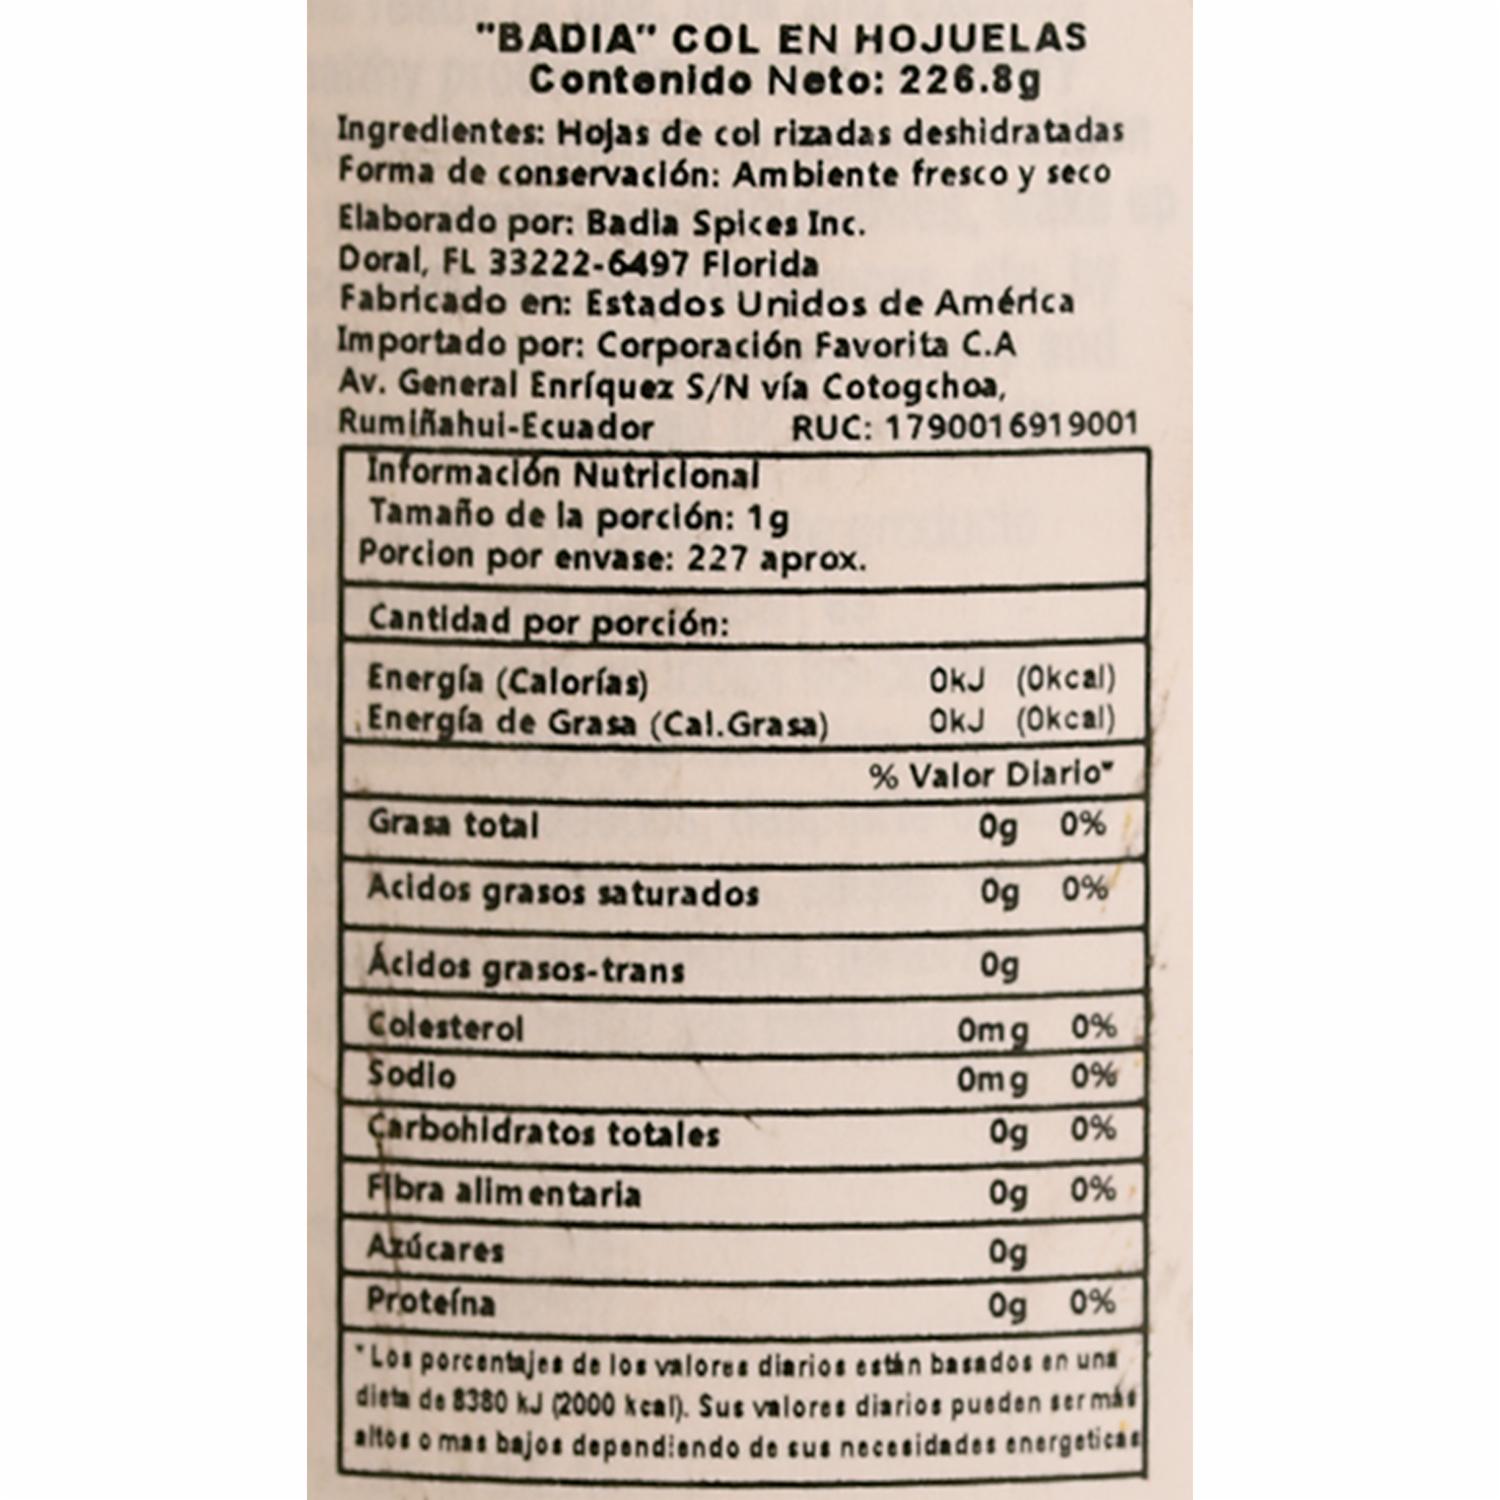 "BADIA" COL EN HOJUELAS
Contenido Neto: 226.8g
Ingredientes: Hojas de col rizadas deshidratadas
Forma de conservación: Ambiente fresco y seco
Elaborado por: Badia Spices Inc.
Doral, FL 33222-6497 Florida
Fabricado en: Estados Unidos de América
Importado por: Corporación Favorita C.A
Av. General Enríquez S/N vía Cotogchoa,
Rumiñahui-Ecuador RUC: 1790016919001
Información Nutricional
Tamaño de la porción: 1g
Porcion por envase: 227 aprox.
Cantidad por porción:
Energía (Calorías) 0kJ (0kcal)
Energía de Grasa (Cal.Grasa) 0kJ (0kcal)
% Valor Diario*
Grasa total 0g 0%
Acidos grasos saturados 0g 0%
Ácidos grasos-trans 0g
Colesterol 0mg 0%
Sodio 0mg 0%
Carbohidratos totales 0g 0%
Fibra alimentaria 0g 0%
Azúcares 0g
Proteína 0g 0%
*Los porcentajes de los valores diarios están basados en una
dieta de 8380 kJ (2000 kcal). Sus valores diarios pueden ser más
altos o mas bajos dependiendo de sus necesidades energeticas